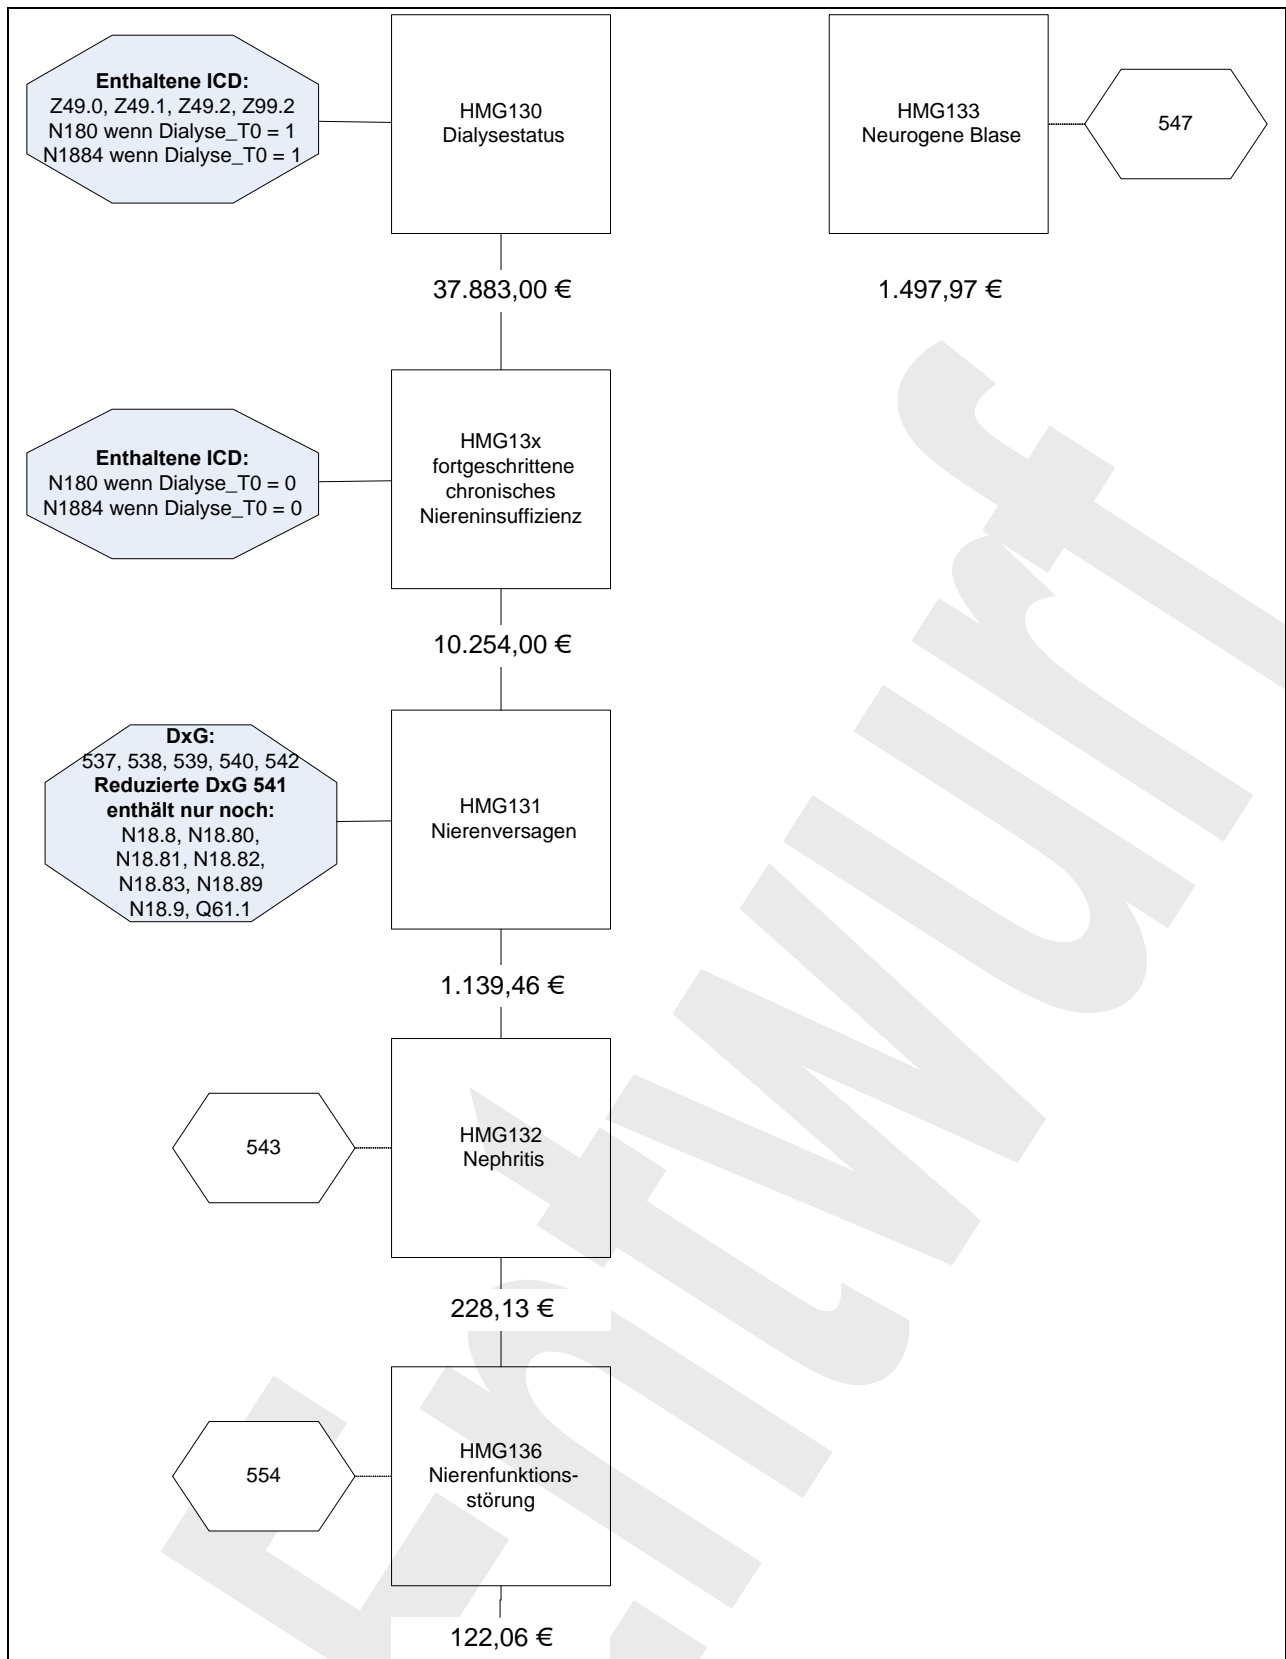 Enthaltene ICD:
Z49.0, Z49.1, Z49.2, Z99.2
N180 wenn Dialyse_T0 = 1
N1884 wenn Dialyse_T0 = 1
HMG130
Dialysestatus
HMG133
Neurogene Blase
547
37.883,00 €
1.497,97 €
Enthaltene ICD:
N180 wenn Dialyse_T0 = 0
N1884 wenn Dialyse_T0 = 0
HMG13x
fortgeschrittene
chronisches
Niereninsuffizienz
10.254,00 €
DxG:
537, 538, 539, 540, 542
Reduzierte DxG 541
enthält nur noch:
N18.8, N18.80,
N18.81, N18.82,
N18.83, N18.89
N18.9, Q61.1
HMG131
Nierenversagen
1.139,46 €
543
HMG132
Nephritis
228,13 €
554
HMG136
Nierenfunktions-
störung
122,06 €
Entwurf